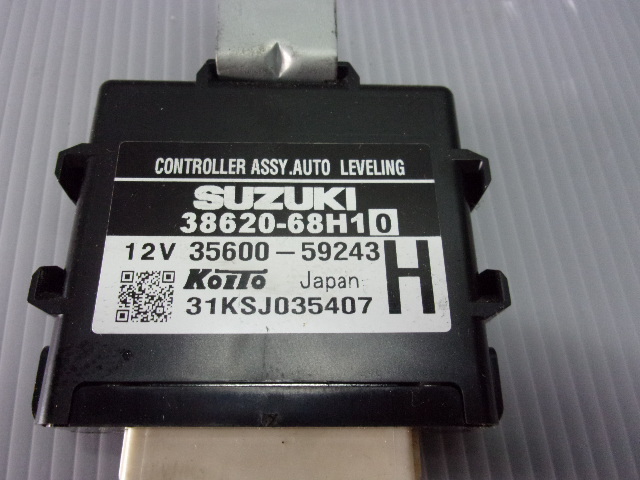 CONTROLLER ASSY.AUTO LEVELING
SUZUKI
38620-68H10
12V 35600-59243
H
KOITO Japan
31KSJ035407